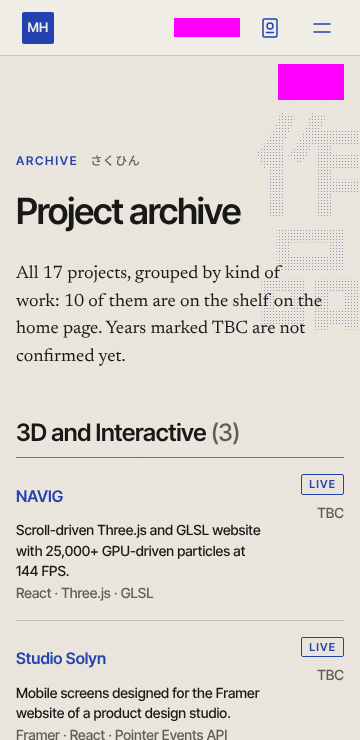 MH
ARCHIVE さくひん
Project archive
All 17 projects, grouped by kind of
work: 10 of them are on the shelf on the
home page. Years marked TBC are not
confirmed yet.
作品
3D and Interactive (3)
NAVIG
LIVE
TBC
Scroll-driven Three.js and GLSL website
with 25,000+ GPU-driven particles at
144 FPS.
React · Three.js · GLSL
Studio Solyn
LIVE
TBC
Mobile screens designed for the Framer
website of a product design studio.
Framer · React · Pointer Events API